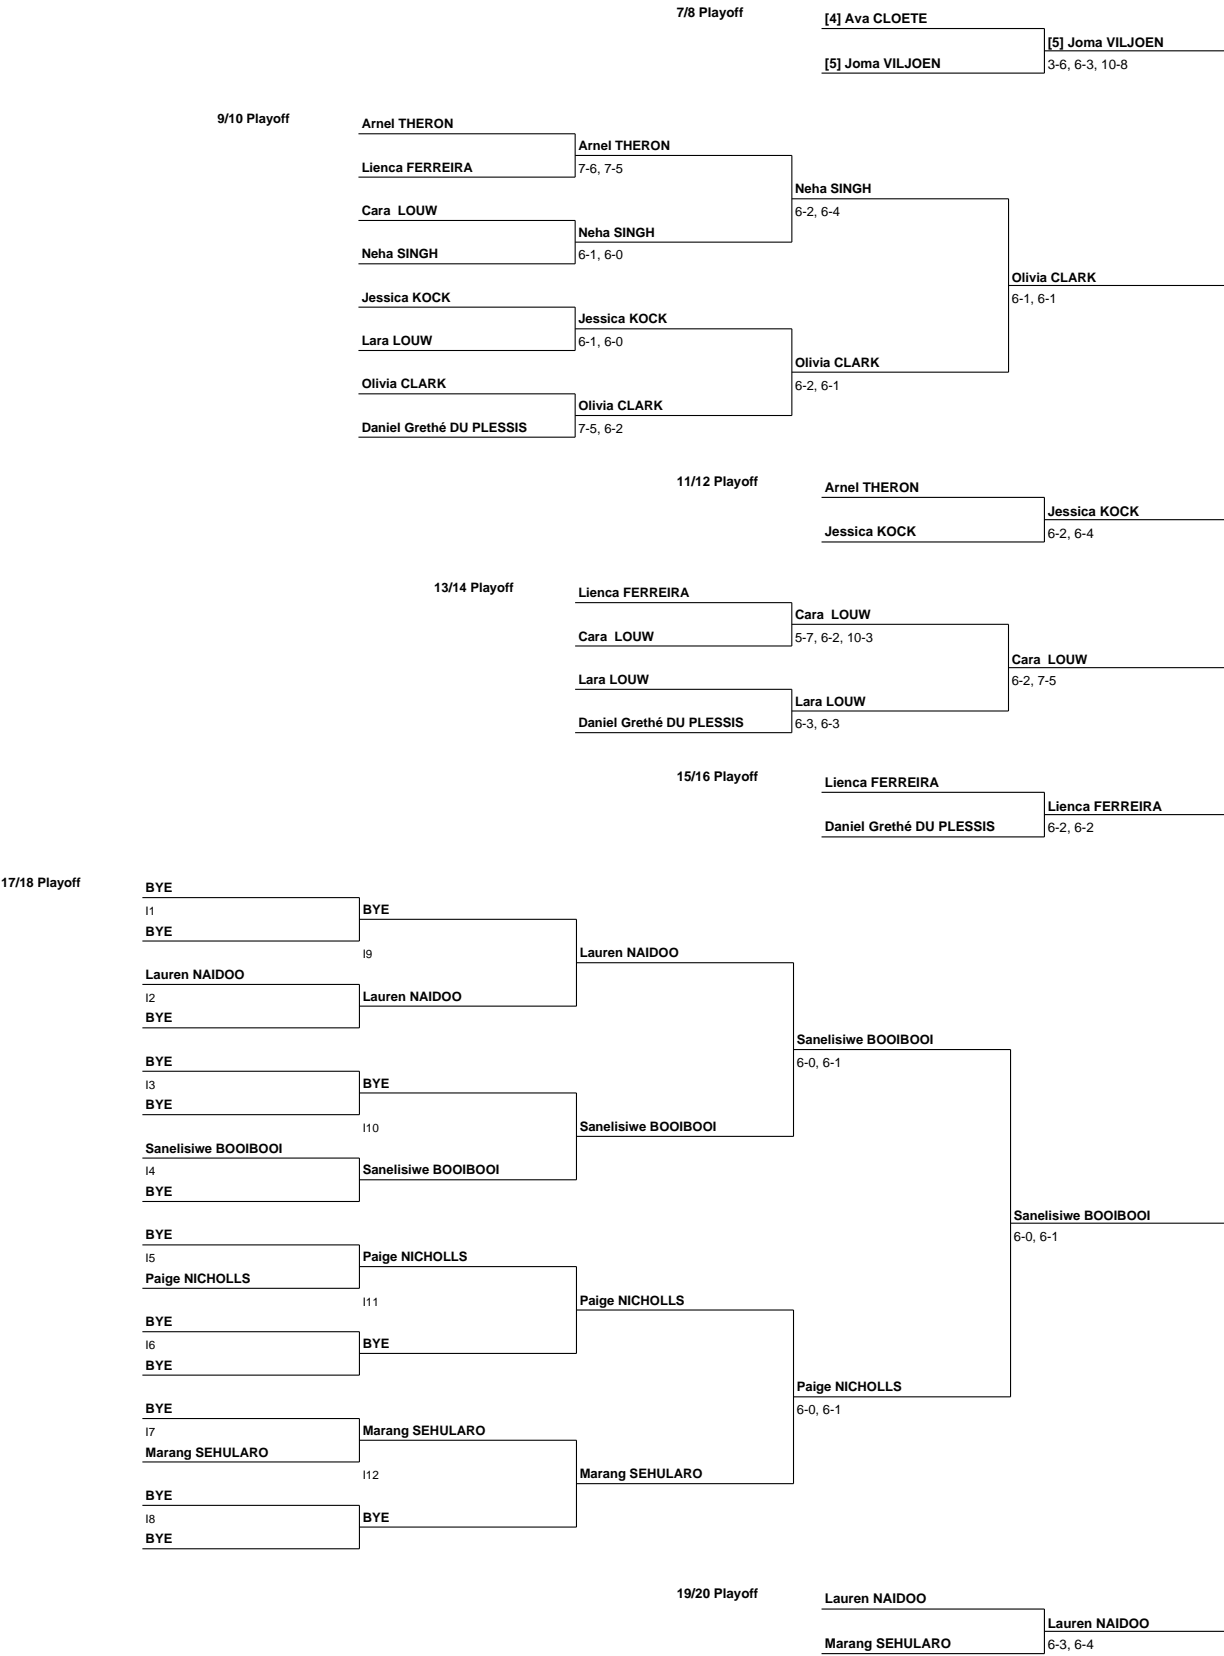 7/8 Playoff
[4] Ava CLOETE
[5] Joma VILJOEN
[5] Joma VILJOEN
3-6, 6-3, 10-8
9/10 Playoff
Arnel THERON
Arnel THERON
Lienca FERREIRA
7-6, 7-5
Neha SINGH
Cara LOUW
6-2, 6-4
Neha SINGH
Neha SINGH
6-1, 6-0
Olivia CLARK
Jessica KOCK
6-1, 6-1
Jessica KOCK
Lara LOUW
6-1, 6-0
Olivia CLARK
Olivia CLARK
6-2, 6-1
Olivia CLARK
Daniel Grethé DU PLESSIS
7-5, 6-2
11/12 Playoff
Arnel THERON
Jessica KOCK
Jessica KOCK
6-2, 6-4
13/14 Playoff
Lienca FERREIRA
Cara LOUW
Cara LOUW
5-7, 6-2, 10-3
Cara LOUW
Lara LOUW
6-2, 7-5
Lara LOUW
Daniel Grethé DU PLESSIS
6-3, 6-3
15/16 Playoff
Lienca FERREIRA
Lienca FERREIRA
Daniel Grethé DU PLESSIS
6-2, 6-2
17/18 Playoff
BYE
I1
BYE
BYE
I9
Lauren NAIDOO
Lauren NAIDOO
I2
Lauren NAIDOO
BYE
Sanelisiwe BOOIBOOI
BYE
6-0, 6-1
I3
BYE
BYE
I10
Sanelisiwe BOOIBOOI
Sanelisiwe BOOIBOOI
I4
Sanelisiwe BOOIBOOI
BYE
Sanelisiwe BOOIBOOI
BYE
6-0, 6-1
I5
Paige NICHOLLS
Paige NICHOLLS
I11
Paige NICHOLLS
BYE
I6
BYE
BYE
Paige NICHOLLS
BYE
6-0, 6-1
I7
Marang SEHULARO
Marang SEHULARO
I12
Marang SEHULARO
BYE
I8
BYE
BYE
19/20 Playoff
Lauren NAIDOO
Lauren NAIDOO
Marang SEHULARO
6-3, 6-4